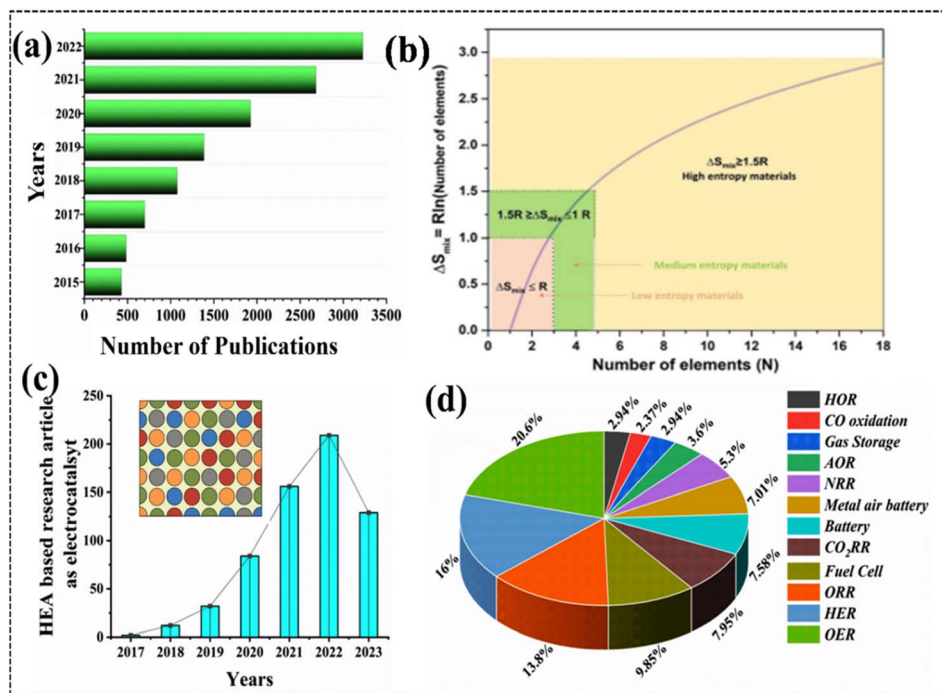 (a)
Years
2022
2021
2020
2019
2018
2017
2016
2015
0 500 1000 1500 2000 2500 3000 3500
Number of Publications
(b)
ΔS_mix = Rln(Number of elements)
3.0
2.5
2.0
1.5
1.0
0.5
0.0
ΔS_mix≥1.5R
High entropy materials
1.5R ≥ΔS_mix ≤1 R
Medium entropy materials
ΔS_mix ≤ R
Low entropy materials
0 2 4 6 8 10 12 14 16 18
Number of elements (N)
(c)
HEA based research article
as electrocatalsyt
250
200
150
100
50
0
2017 2018 2019 2020 2021 2022 2023
Years
(d)
20.6%
2.94%
2.37%
2.94%
3.6%
5.3%
7.01%
7.58%
7.95%
9.85%
13.8%
16%
HOR
CO oxidation
Gas Storage
AOR
NRR
Metal air battery
Battery
CO₂RR
Fuel Cell
ORR
HER
OER